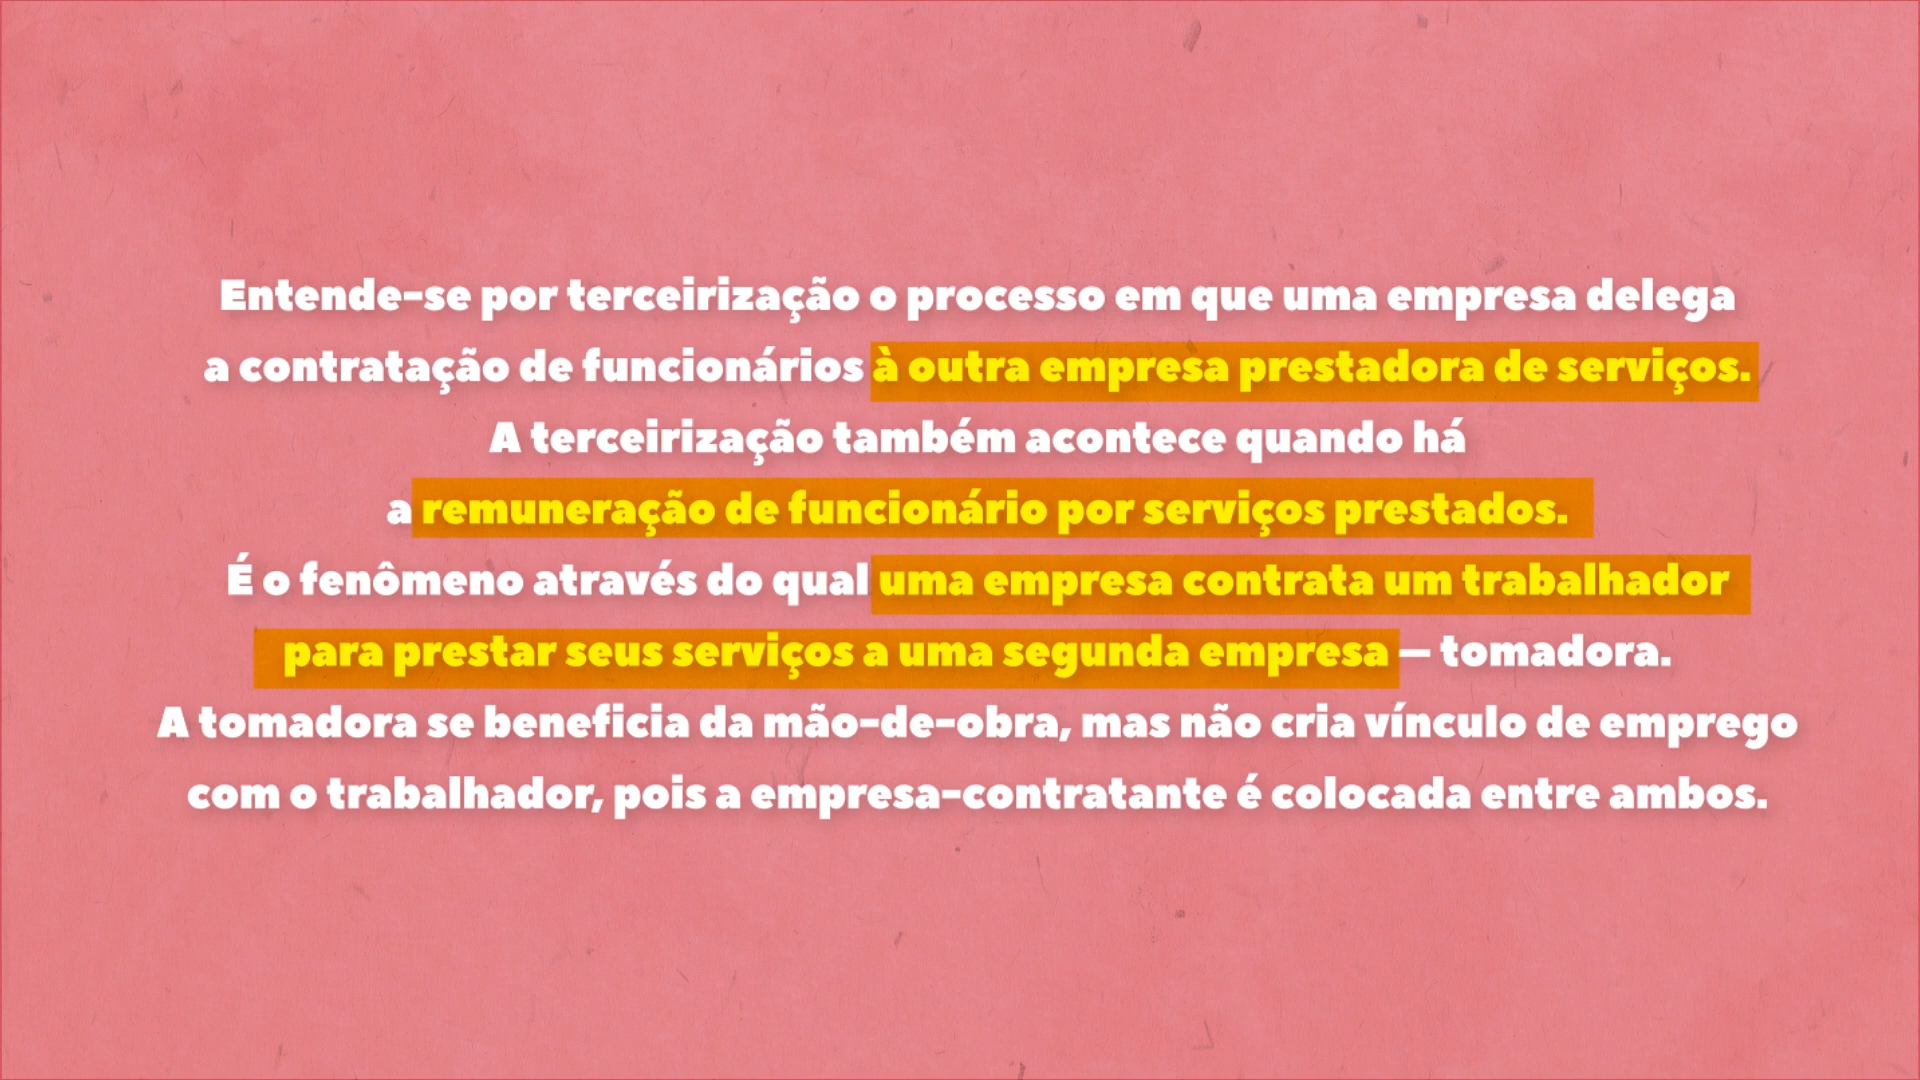 Entende-se por terceirização o processo em que uma empresa delega
a contratação de funcionários à outra empresa prestadora de serviços.
A terceirização também acontece quando há
a remuneração de funcionário por serviços prestados.
É o fenômeno através do qual uma empresa contrata um trabalhador
para prestar seus serviços a uma segunda empresa — tomadora.
A tomadora se beneficia da mão-de-obra, mas não cria vínculo de emprego
com o trabalhador, pois a empresa-contratante é colocada entre ambos.